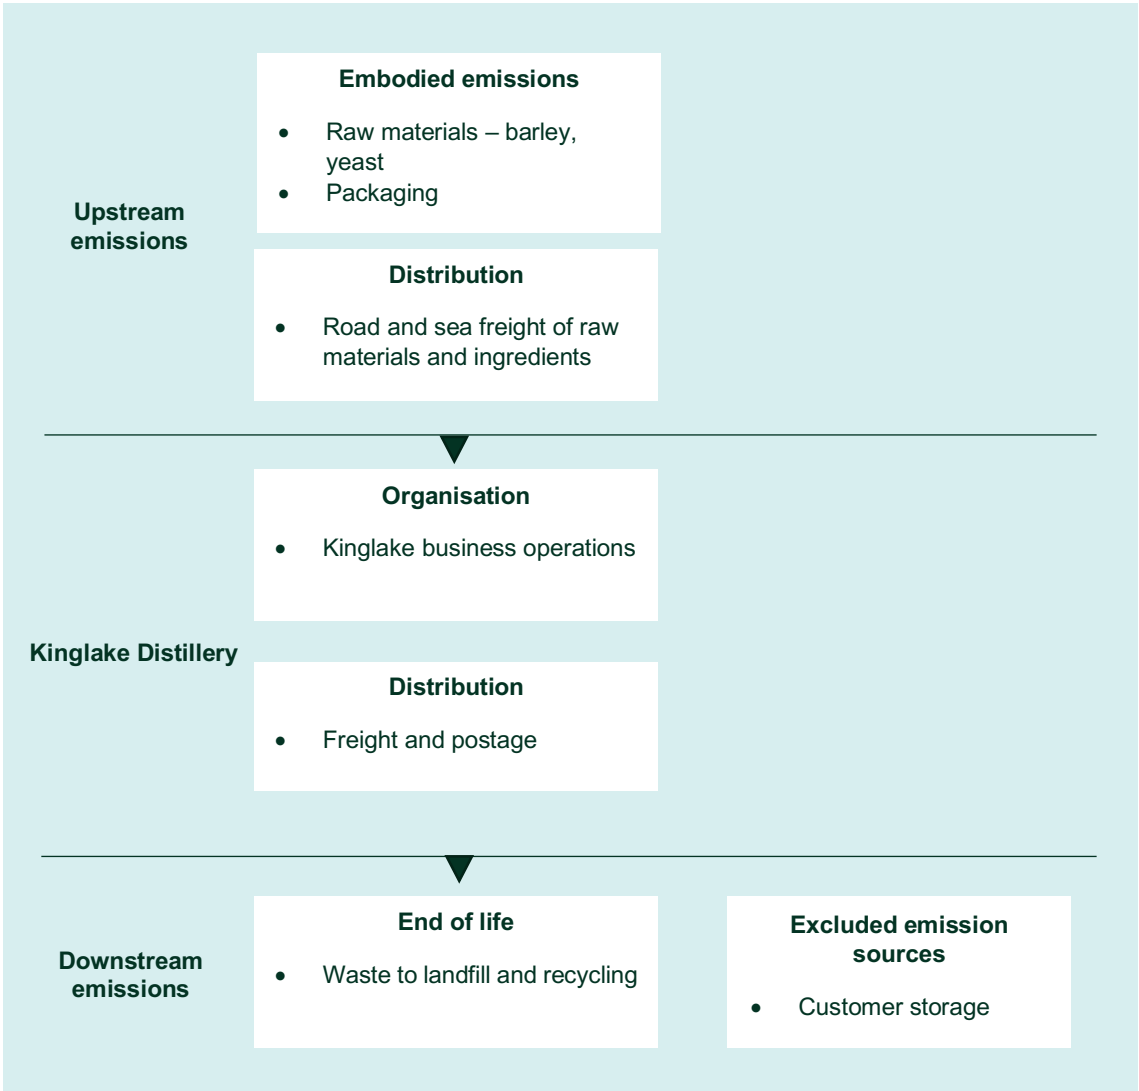 Upstream
emissions
Embodied emissions
• Raw materials – barley,
yeast
• Packaging
Distribution
• Road and sea freight of raw
materials and ingredients
Kinglake Distillery
Organisation
• Kinglake business operations
Distribution
• Freight and postage
Downstream
emissions
End of life
• Waste to landfill and recycling
Excluded emission
sources
• Customer storage